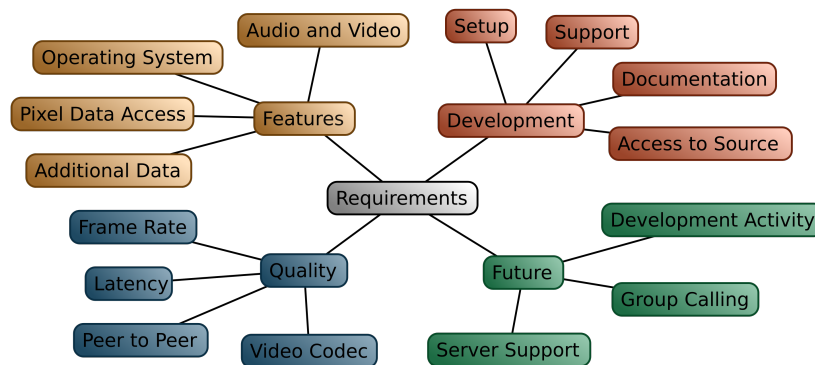 Audio and Video
Operating System
Pixel Data Access
Features
Additional Data
Setup
Support
Documentation
Development
Access to Source
Requirements
Frame Rate
Quality
Latency
Peer to Peer
Video Codec
Development Activity
Future
Group Calling
Server Support